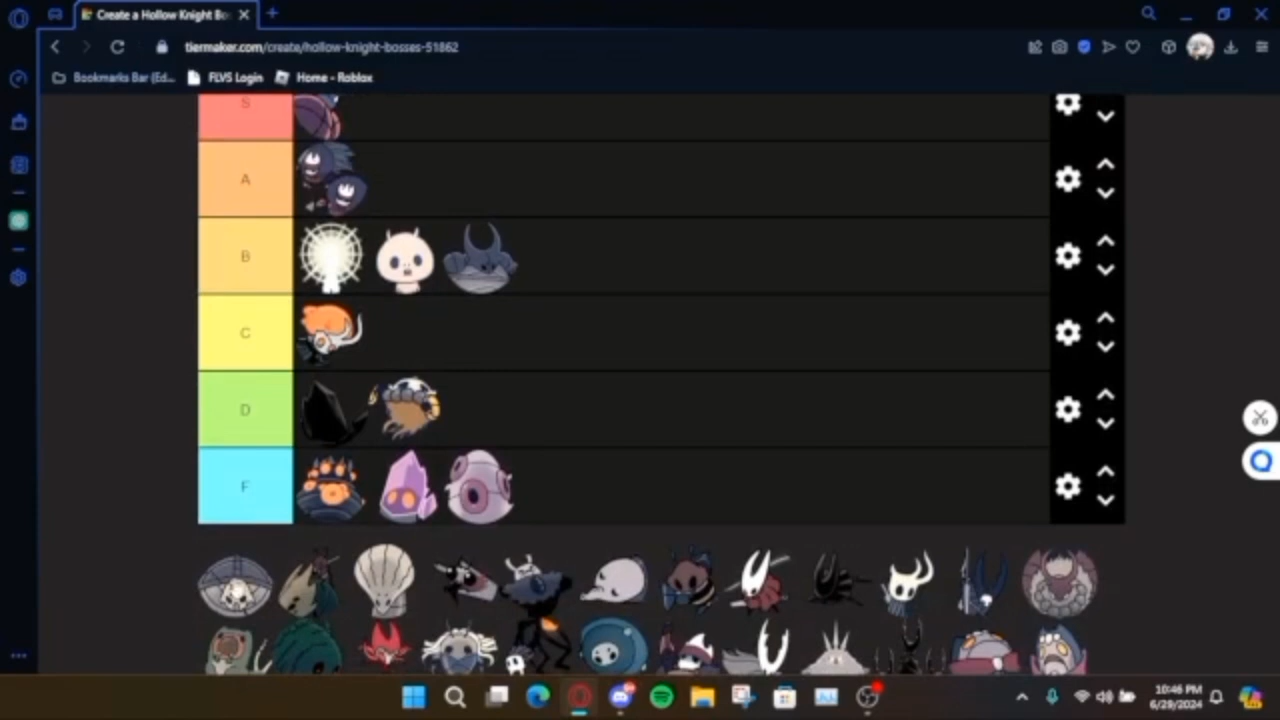 Create a Hollow Knight Bo
tiermaker.com/create/hollow-knight-bosses-51862
Bookmarks Bar (Ed... FLVS Login Home - Roblox
S
A
B
C
D
F
10:46 PM
6/29/2024